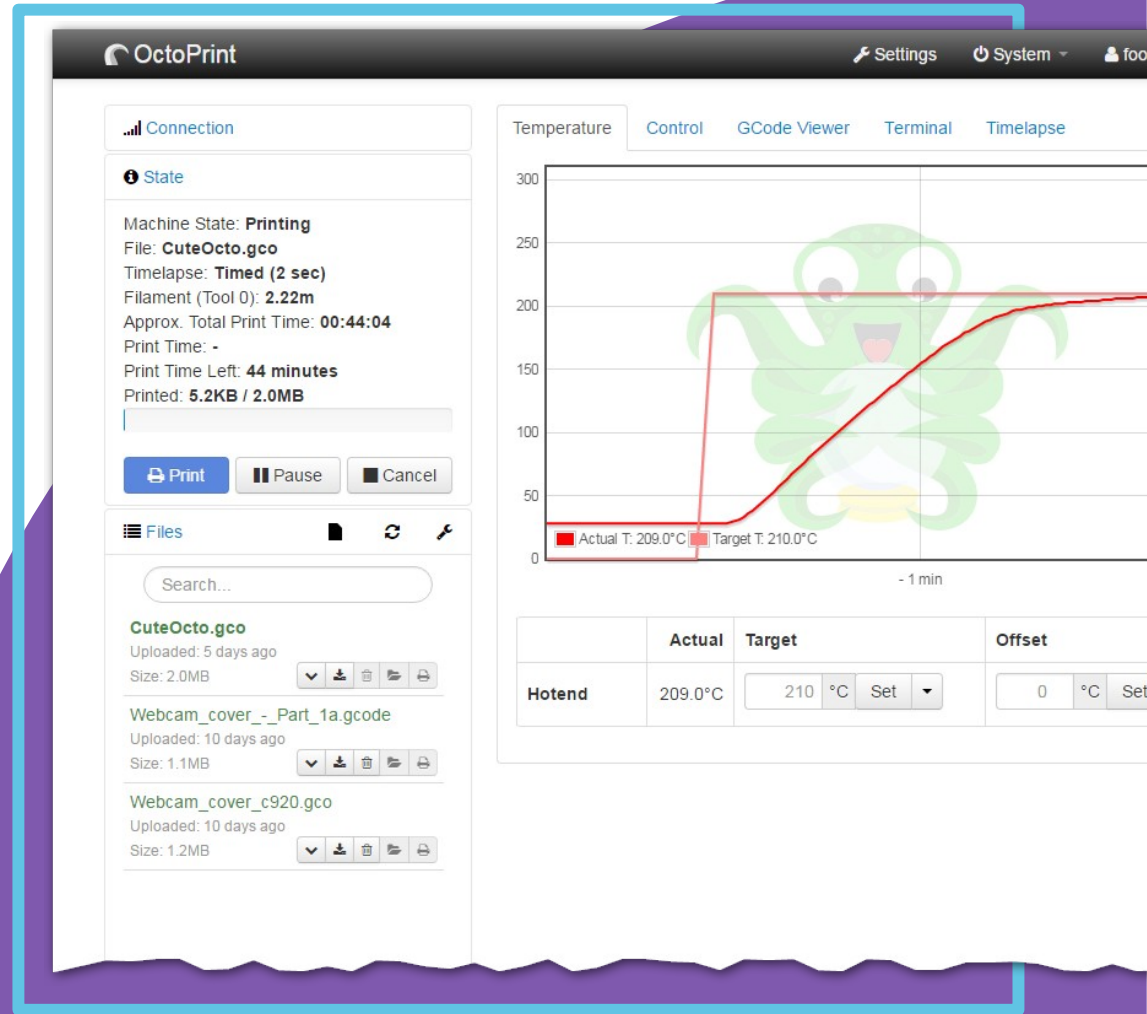 OctoPrint
Settings
System
foo
Connection
State
Machine State: Printing
File: CuteOcto.gco
Timelapse: Timed (2 sec)
Filament (Tool 0): 2.22m
Approx. Total Print Time: 00:44:04
Print Time: -
Print Time Left: 44 minutes
Printed: 5.2KB / 2.0MB
Print
Pause
Cancel
Files
Search...
CuteOcto.gco
Uploaded: 5 days ago
Size: 2.0MB
Webcam_cover_-_Part_1a.gcode
Uploaded: 10 days ago
Size: 1.1MB
Webcam_cover_c920.gco
Uploaded: 10 days ago
Size: 1.2MB
Temperature
Control
GCode Viewer
Terminal
Timelapse
300
250
200
150
100
50
0
Actual T: 209.0°C
Target T: 210.0°C
- 1 min
Actual
Target
Offset
Hotend
209.0°C
210 °C Set
0 °C Set